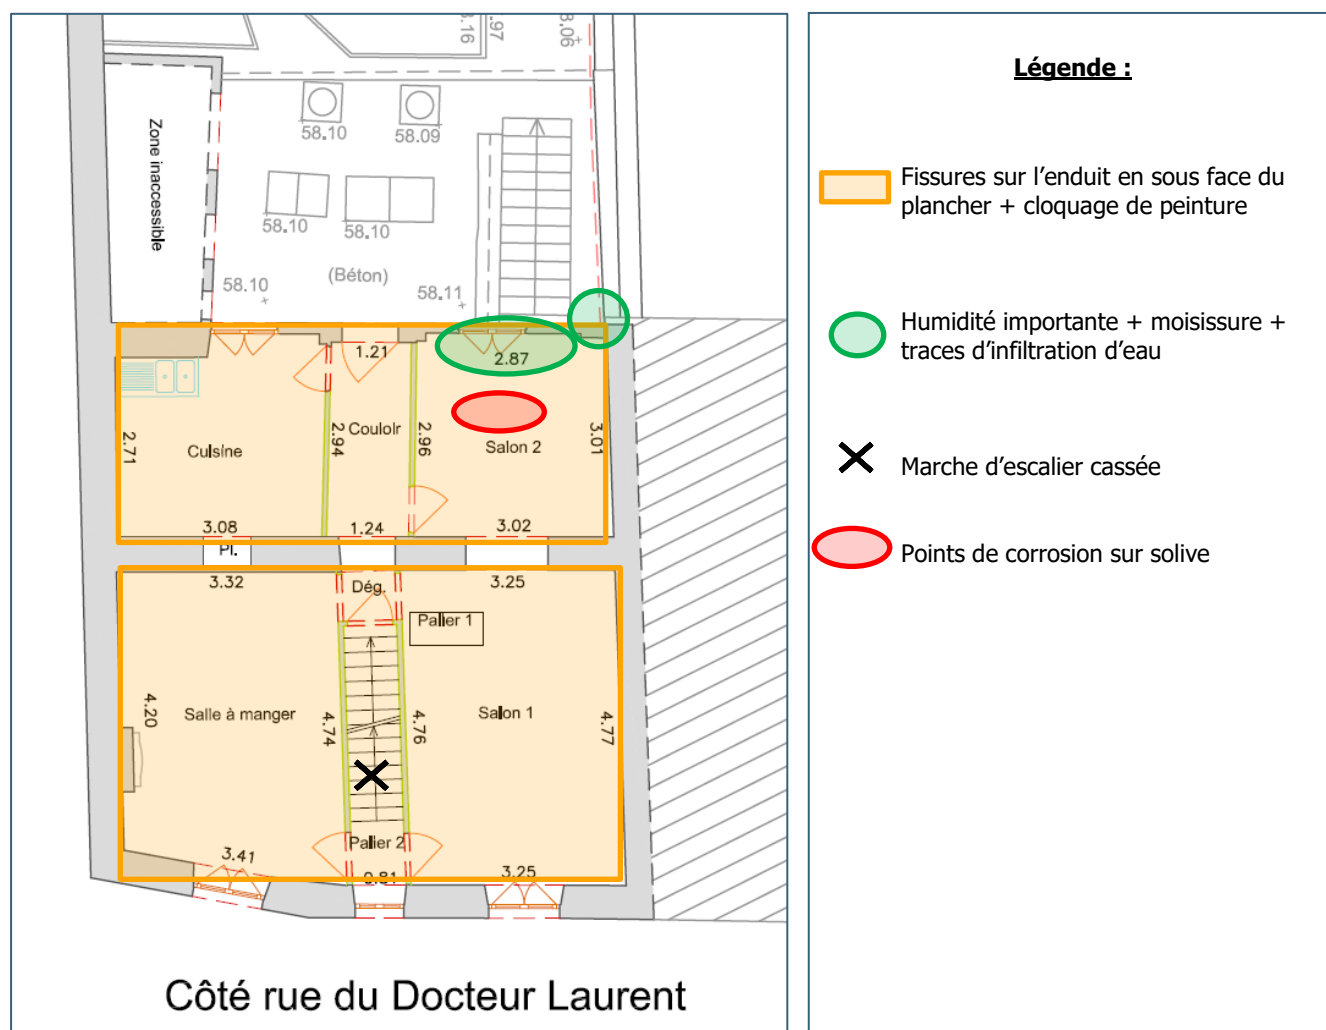 3.16
.97
3.06
Zone inaccessible
58.10
58.09
58.10
58.10
(Béton)
58.10
58.11
1.21
2.87
2.71
Cuisine
2.94
Couloir
2.96
Salon 2
3.01
3.08
1.24
3.02
Pl.
3.32
Dég.
3.25
Palier 1
4.20
Salle à manger
4.74
4.76
Salon 1
4.77
Palier 2
3.41
0.81
3.25
Côté rue du Docteur Laurent
Légende :
Fissures sur l’enduit en sous face du
plancher + cloquage de peinture
Humidité importante + moisissure +
traces d’infiltration d’eau
Marche d’escalier cassée
Points de corrosion sur solive